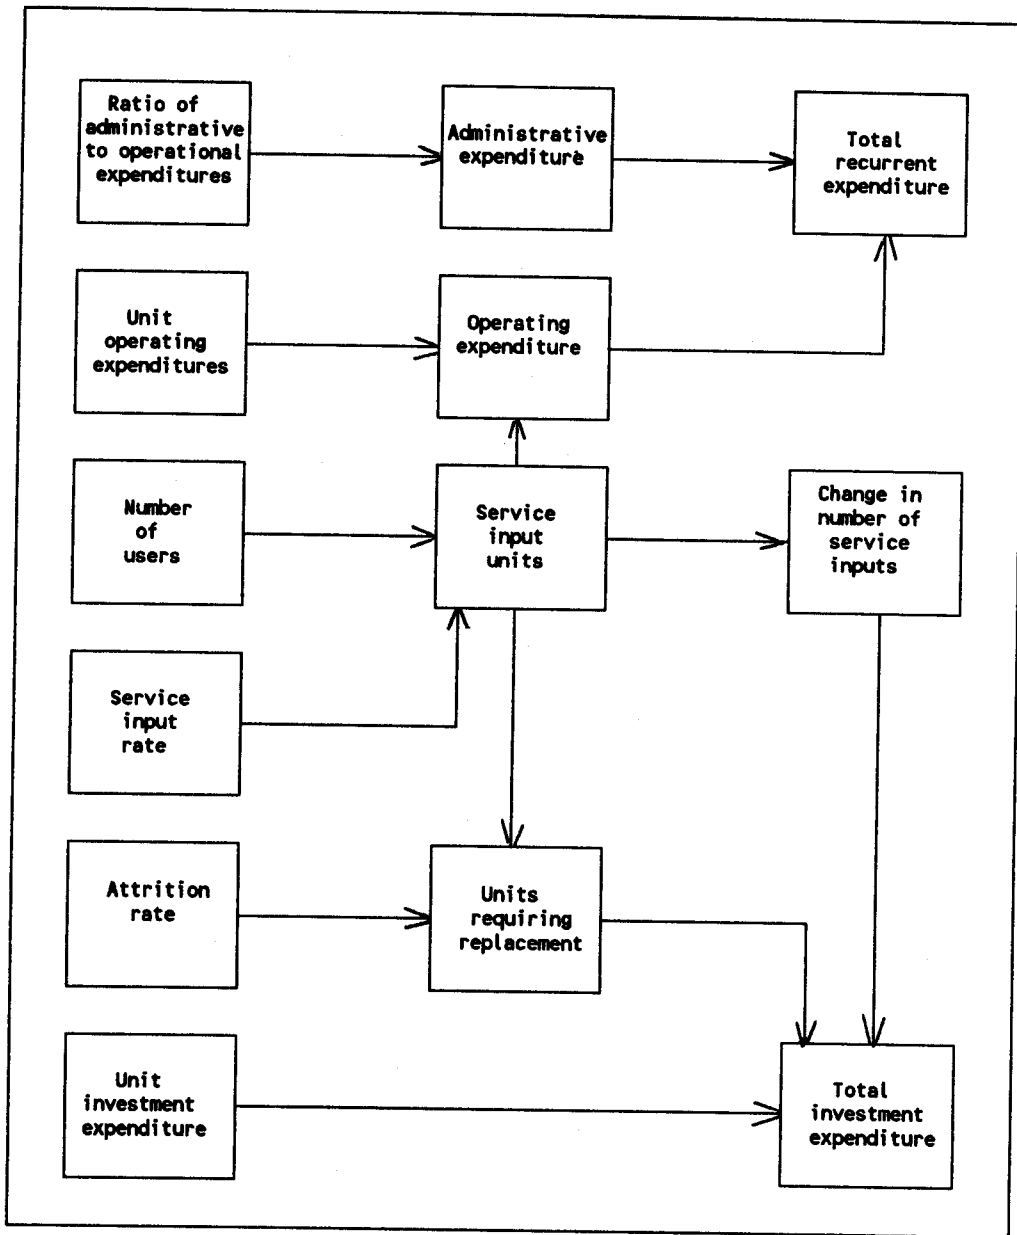 Ratio of
administrative
to operational
expenditures
Administrative
expenditure
Total
recurrent
expenditure
Unit
operating
expenditures
Operating
expenditure
Number
of
users
Service
input
units
Change in
number of
service
inputs
Service
input
rate
Attrition
rate
Units
requiring
replacement
Unit
investment
expenditure
Total
investment
expenditure